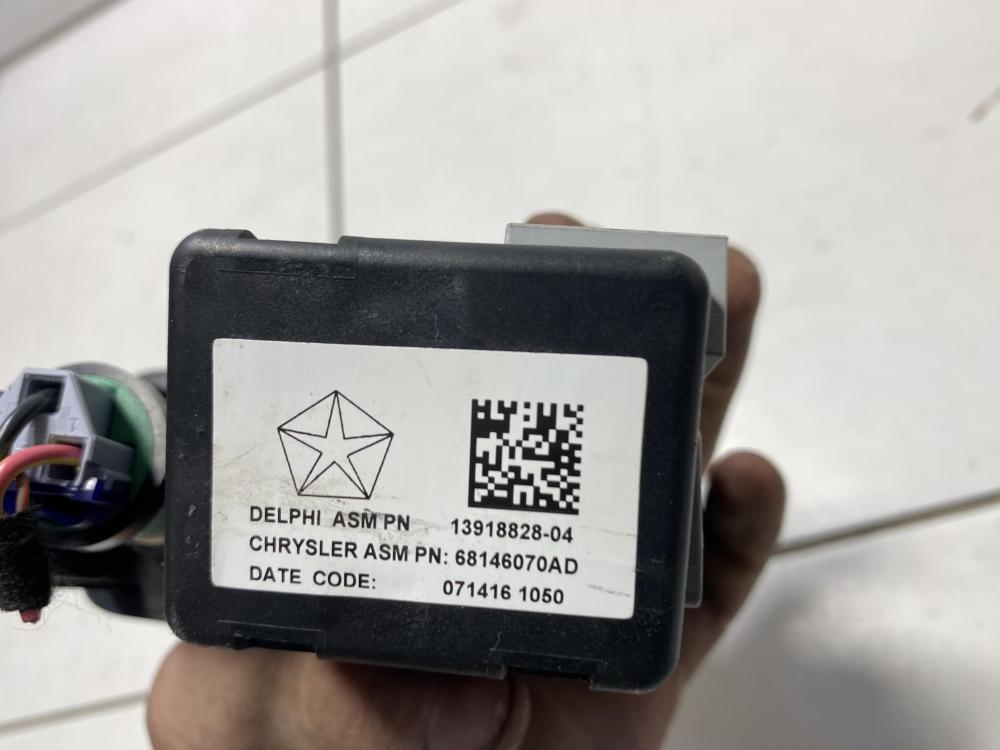 DELPHI ASM PN 13918828-04
CHRYSLER ASM PN: 68146070AD
DATE CODE: 071416 1050